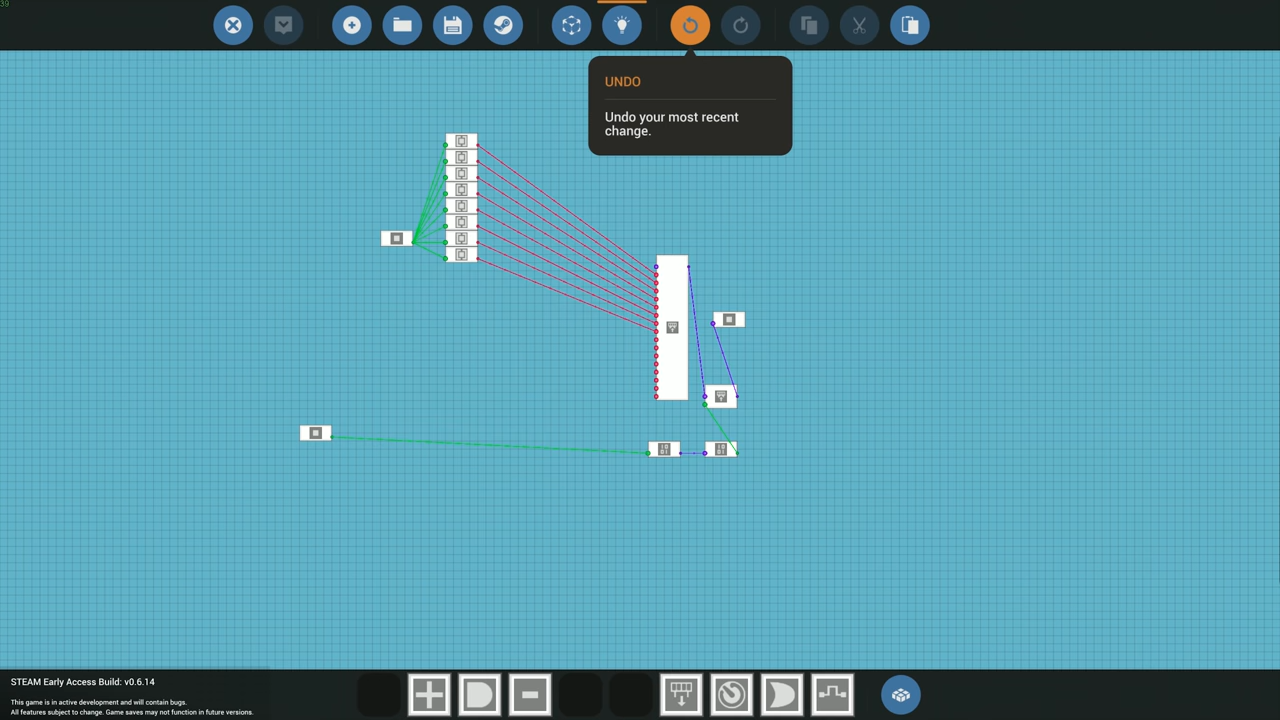 39
UNDO
Undo your most recent
change.
STEAM Early Access Build: v0.6.14
This game is in active development and will contain bugs.
All features subject to change. Game saves may not function in future versions.